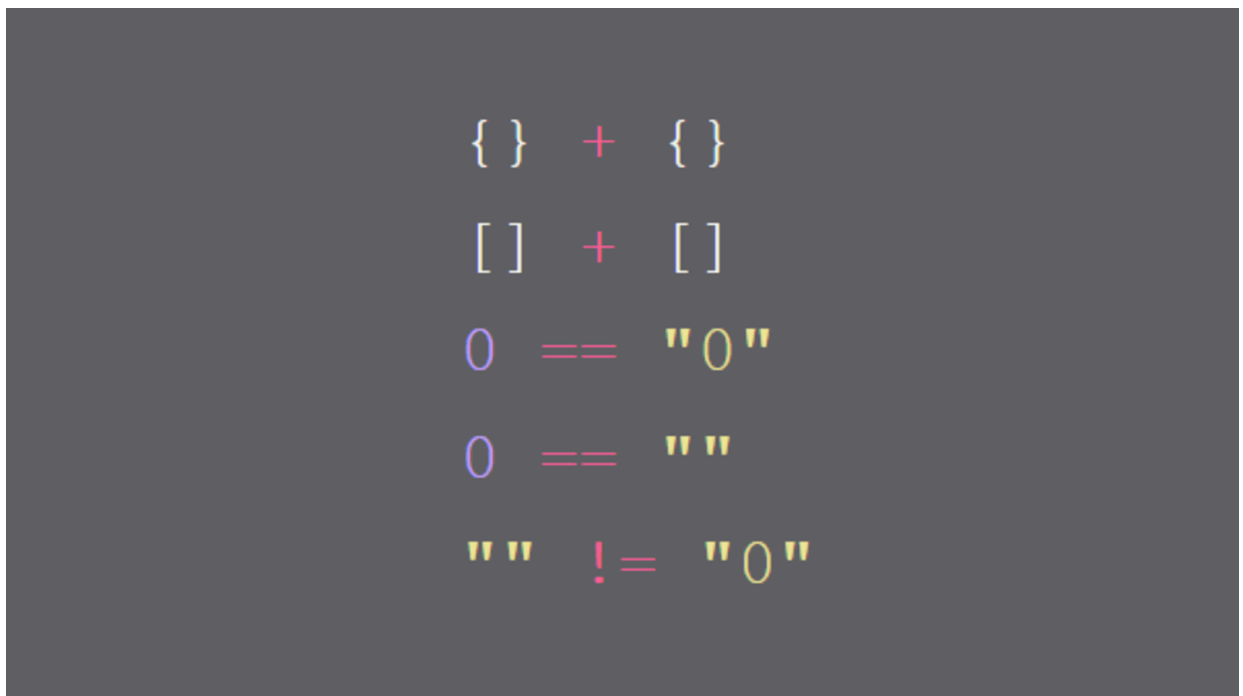 {} + {}
[] + []
0 == "0"
0 == ""
"" != "0"